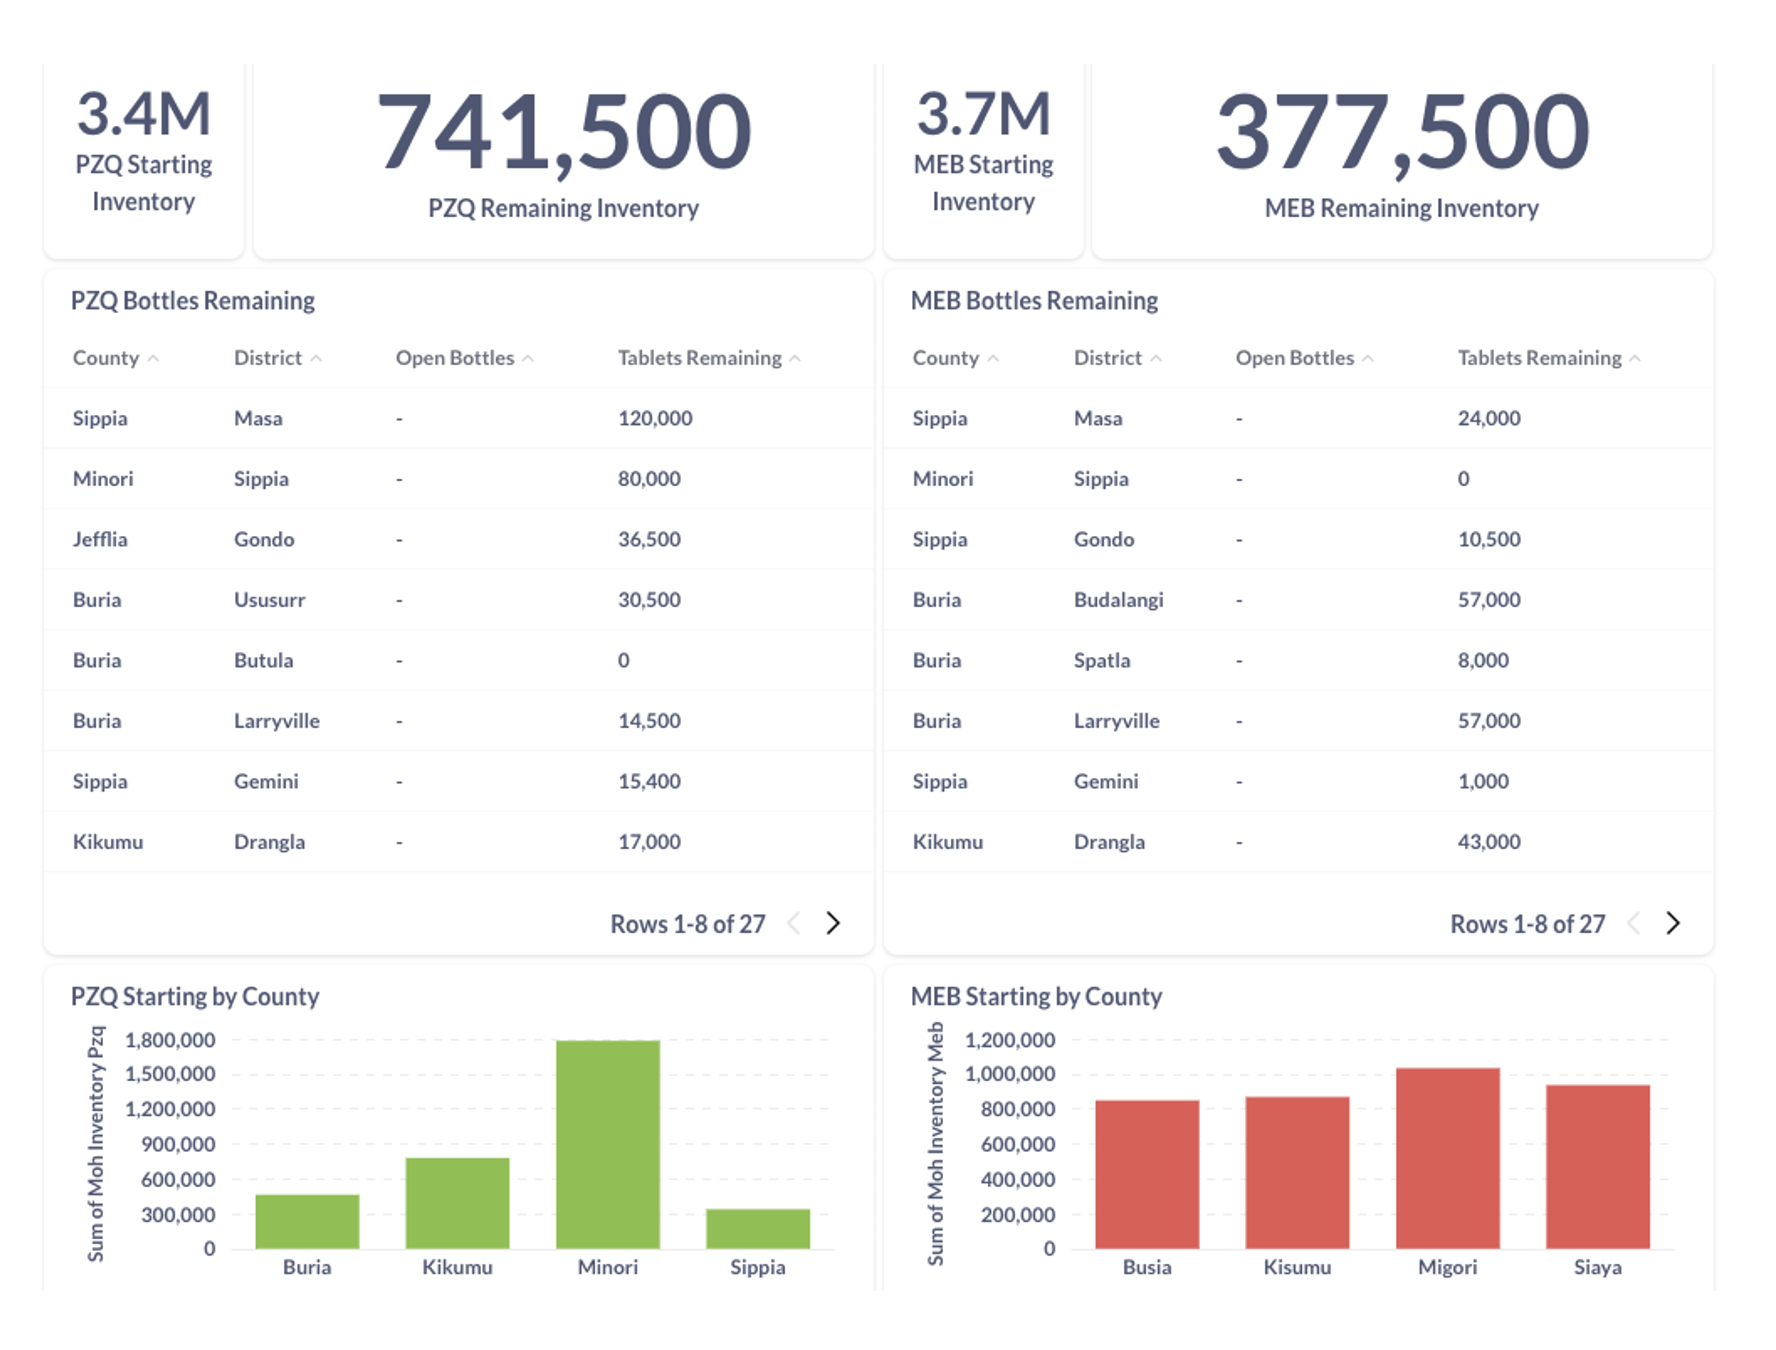 3.4M
PZQ Starting
Inventory
741,500
PZQ Remaining Inventory
3.7M
MEB Starting
Inventory
377,500
MEB Remaining Inventory
PZQ Bottles Remaining
County District Open Bottles Tablets Remaining
Sippia Masa - 120,000
Minori Sippia - 80,000
Jefflia Gondo - 36,500
Buria Ususurr - 30,500
Buria Butula - 0
Buria Larryville - 14,500
Sippia Gemini - 15,400
Kikumu Drangla - 17,000
Rows 1-8 of 27
MEB Bottles Remaining
County District Open Bottles Tablets Remaining
Sippia Masa - 24,000
Minori Sippia - 0
Sippia Gondo - 10,500
Buria Budalangi - 57,000
Buria Spatla - 8,000
Buria Larryville - 57,000
Sippia Gemini - 1,000
Kikumu Drangla - 43,000
Rows 1-8 of 27
PZQ Starting by County
Sum of Moh Inventory Pzq
1,800,000
1,500,000
1,200,000
900,000
600,000
300,000
0
Buria Kikumu Minori Sippia
MEB Starting by County
Sum of Moh Inventory Meb
1,200,000
1,000,000
800,000
600,000
400,000
200,000
0
Busia Kisumu Migori Siaya